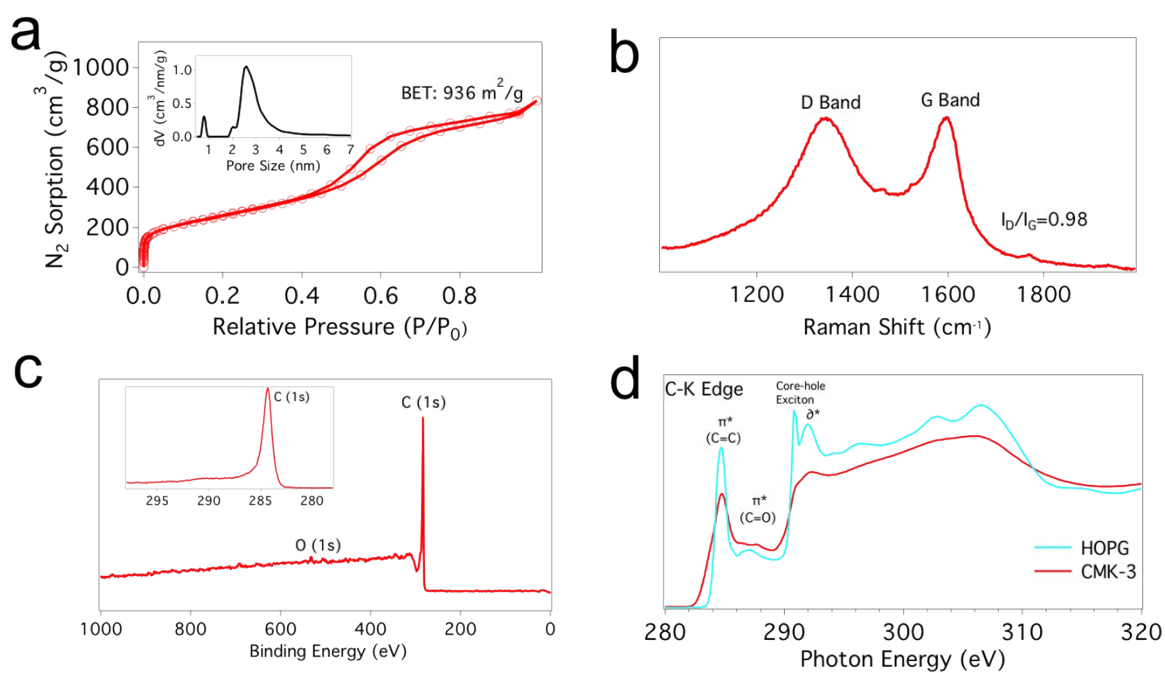 a
N2 Sorption (cm3/g)
1000
800
600
400
200
0
0.0 0.2 0.4 0.6 0.8
Relative Pressure (P/P0)
BET: 936 m2/g
dV (cm3/nm/g)
1.0
0.5
0.0
1 2 3 4 5 6 7
Pore Size (nm)
b
D Band
G Band
ID/IG=0.98
1200 1400 1600 1800
Raman Shift (cm-1)
c
C (1s)
295 290 285 280
C (1s)
O (1s)
1000 800 600 400 200 0
Binding Energy (eV)
d
C-K Edge
π*
(C=C)
Core-hole
Exciton
∂*
π*
(C=O)
HOPG
CMK-3
280 290 300 310 320
Photon Energy (eV)